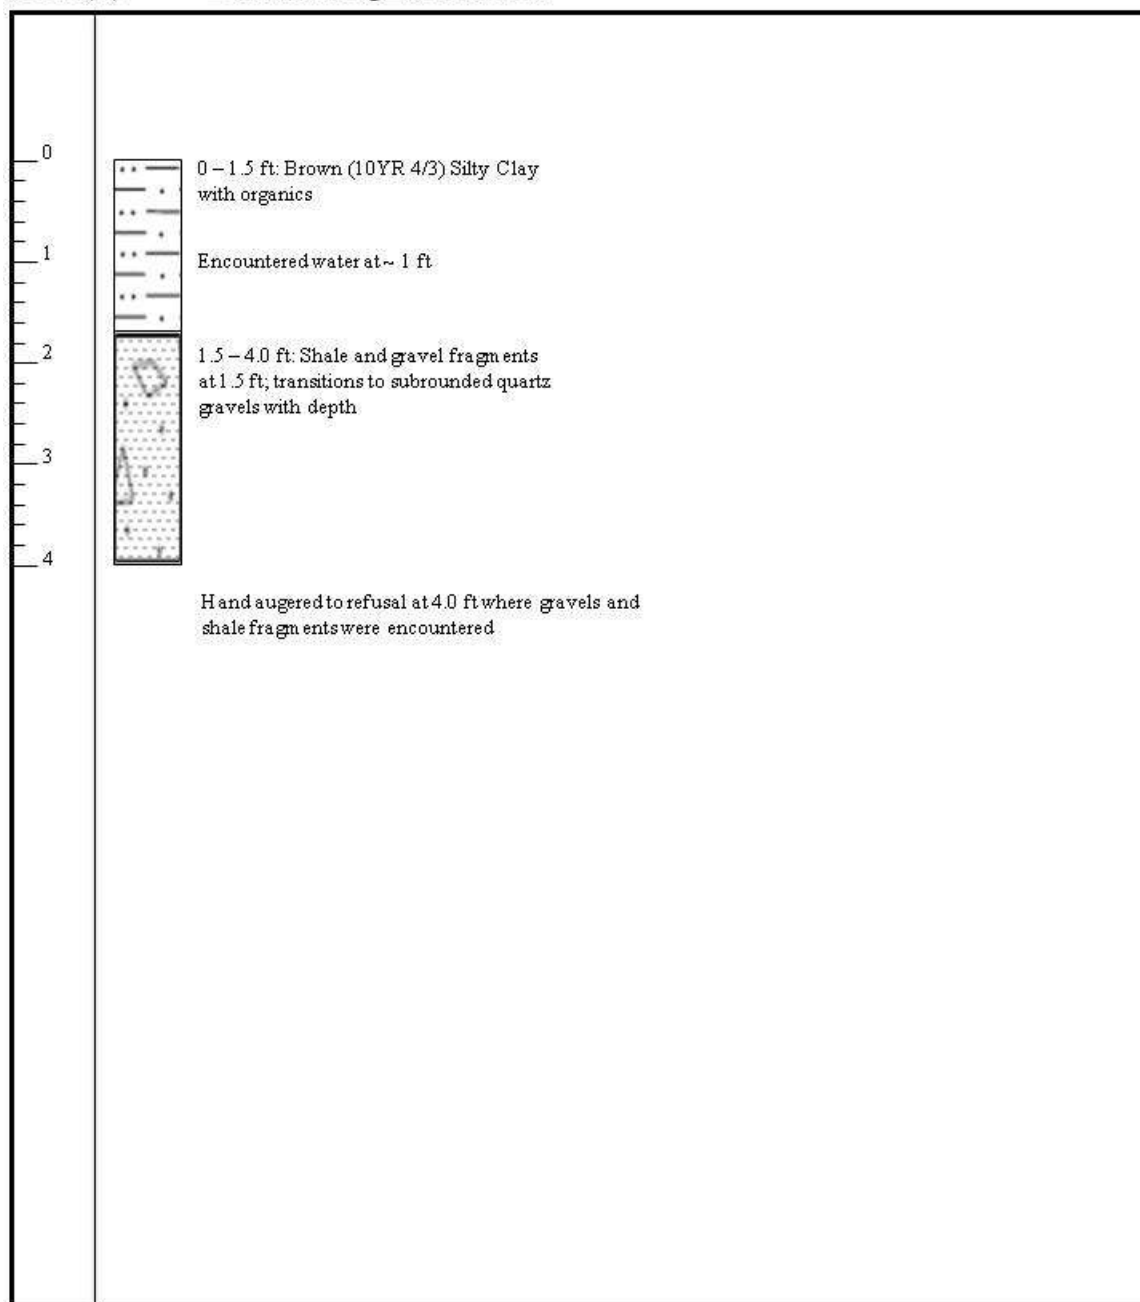 0
0 – 1.5 ft: Brown (10YR 4/3) Silty Clay
with organics
1
Encountered water at ~ 1 ft
2
1.5 – 4.0 ft: Shale and gravel fragments
at 1.5 ft; transitions to subrounded quartz
gravels with depth
3
4
Hand augered to refusal at 4.0 ft where gravels and
shale fragments were encountered